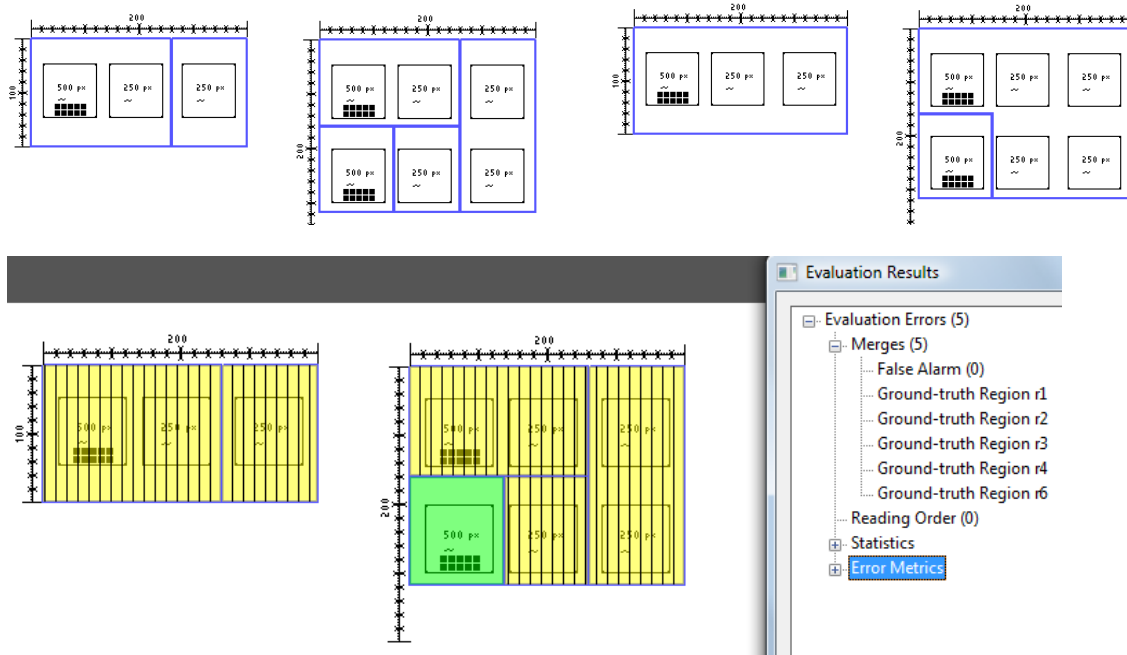 200
200
200
200
100
500 px
250 px
250 px
~
~
~
200
500 px
250 px
250 px
~
~
~
500 px
250 px
250 px
~
~
~
100
500 px
250 px
250 px
~
~
~
200
500 px
250 px
250 px
~
~
~
500 px
250 px
250 px
~
~
~
Evaluation Results
Evaluation Errors (5)
Merges (5)
False Alarm (0)
Ground-truth Region r1
Ground-truth Region r2
Ground-truth Region r3
Ground-truth Region r4
Ground-truth Region r6
Reading Order (0)
Statistics
Error Metrics
200
200
100
500 px
250 px
250 px
~
~
~
200
500 px
250 px
250 px
~
~
~
500 px
250 px
250 px
~
~
~